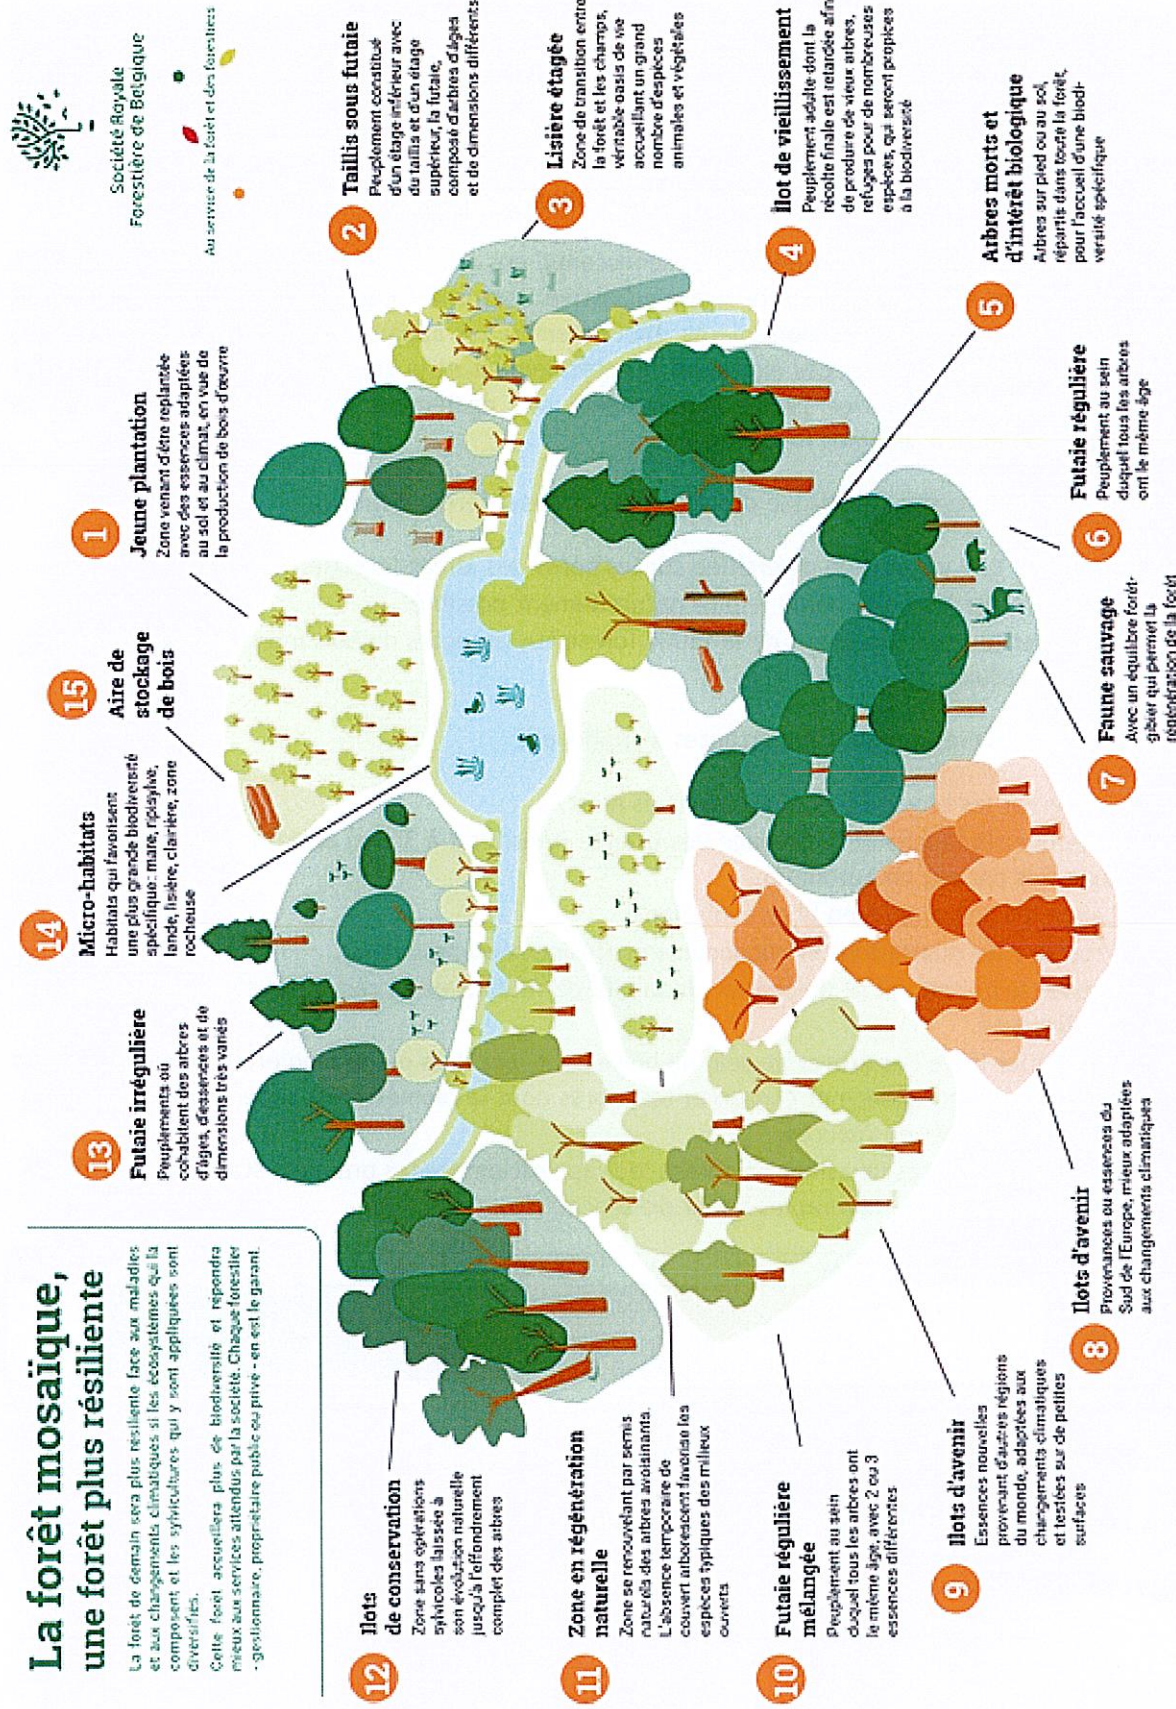 La forêt mosaïque,
une forêt plus résiliente
La forêt de demain sera plus résiliente face aux maladies
et aux changements climatiques si les écosystèmes qui la
composent et les sylvicultures qui y sont appliquées sont
diversifiés.
Cette forêt accueillera plus de biodiversité et répondra
mieux aux services attendus par la société. Chaque forestier
- gestionnaire, propriétaire public ou privé - en est le garant.
Société Royale
Forestière de Belgique
Au service de la forêt et des forestiers
1
Jeune plantation
Zone venant d'être replantée
avec des essences adaptées
au sol et au climat, en vue de
la production de bois d'œuvre
2
Taillis sous futaie
Peuplement constitué
d'un étage inférieur avec
du taillis et d'un étage
supérieur, la futaie,
composé d'arbres d'âges
et de dimensions différents
3
Lisière étagée
Zone de transition entre
la forêt et les champs,
véritable oasis de vie
accueillant un grand
nombre d'espèces
animales et végétales
4
Îlot de vieillissement
Peuplement adulte dont la
récolte finale est retardée afin
de produire de vieux arbres,
refuges pour de nombreuses
espèces, qui seront propices
à la biodiversité
5
Arbres morts et
d'intérêt biologique
Arbres sur pied ou au sol,
répartis dans toute la forêt,
pour l'accueil d'une biodi-
versité spécifique
6
Futaie régulière
Peuplement au sein
duquel tous les arbres
ont le même âge
7
Faune sauvage
Avec un équilibre forêt-
gibier qui permet la
régénération de la forêt
8
Ilots d'avenir
Provenances ou essences du
Sud de l'Europe, mieux adaptées
aux changements climatiques
9
Ilots d'avenir
Essences nouvelles
provenant d'autres régions
du monde, adaptées aux
changements climatiques
et testées sur de petites
surfaces
10
Futaie régulière
mélangée
Peuplement au sein
duquel tous les arbres ont
le même âge, avec 2 ou 3
essences différentes
11
Zone en régénération
naturelle
Zone se renouvelant par semis
naturels des arbres avoisinants.
L'absence temporaire de
couvert arborescent favorise les
espèces typiques des milieux
ouverts
12
Ilots
de conservation
Zone sans opérations
sylvicoles laissée à
son évolution naturelle
jusqu'à l'effondrement
complet des arbres
13
Futaie irrégulière
Peuplements où
cohabitent des arbres
d'âges, d'essences et de
dimensions très variés
14
Micro-habitats
Habitats qui favorisent
une plus grande biodiversité
spécifique : mare, ripisylve,
lande, lisière, clairière, zone
rocheuse
15
Aire de
stockage
de bois